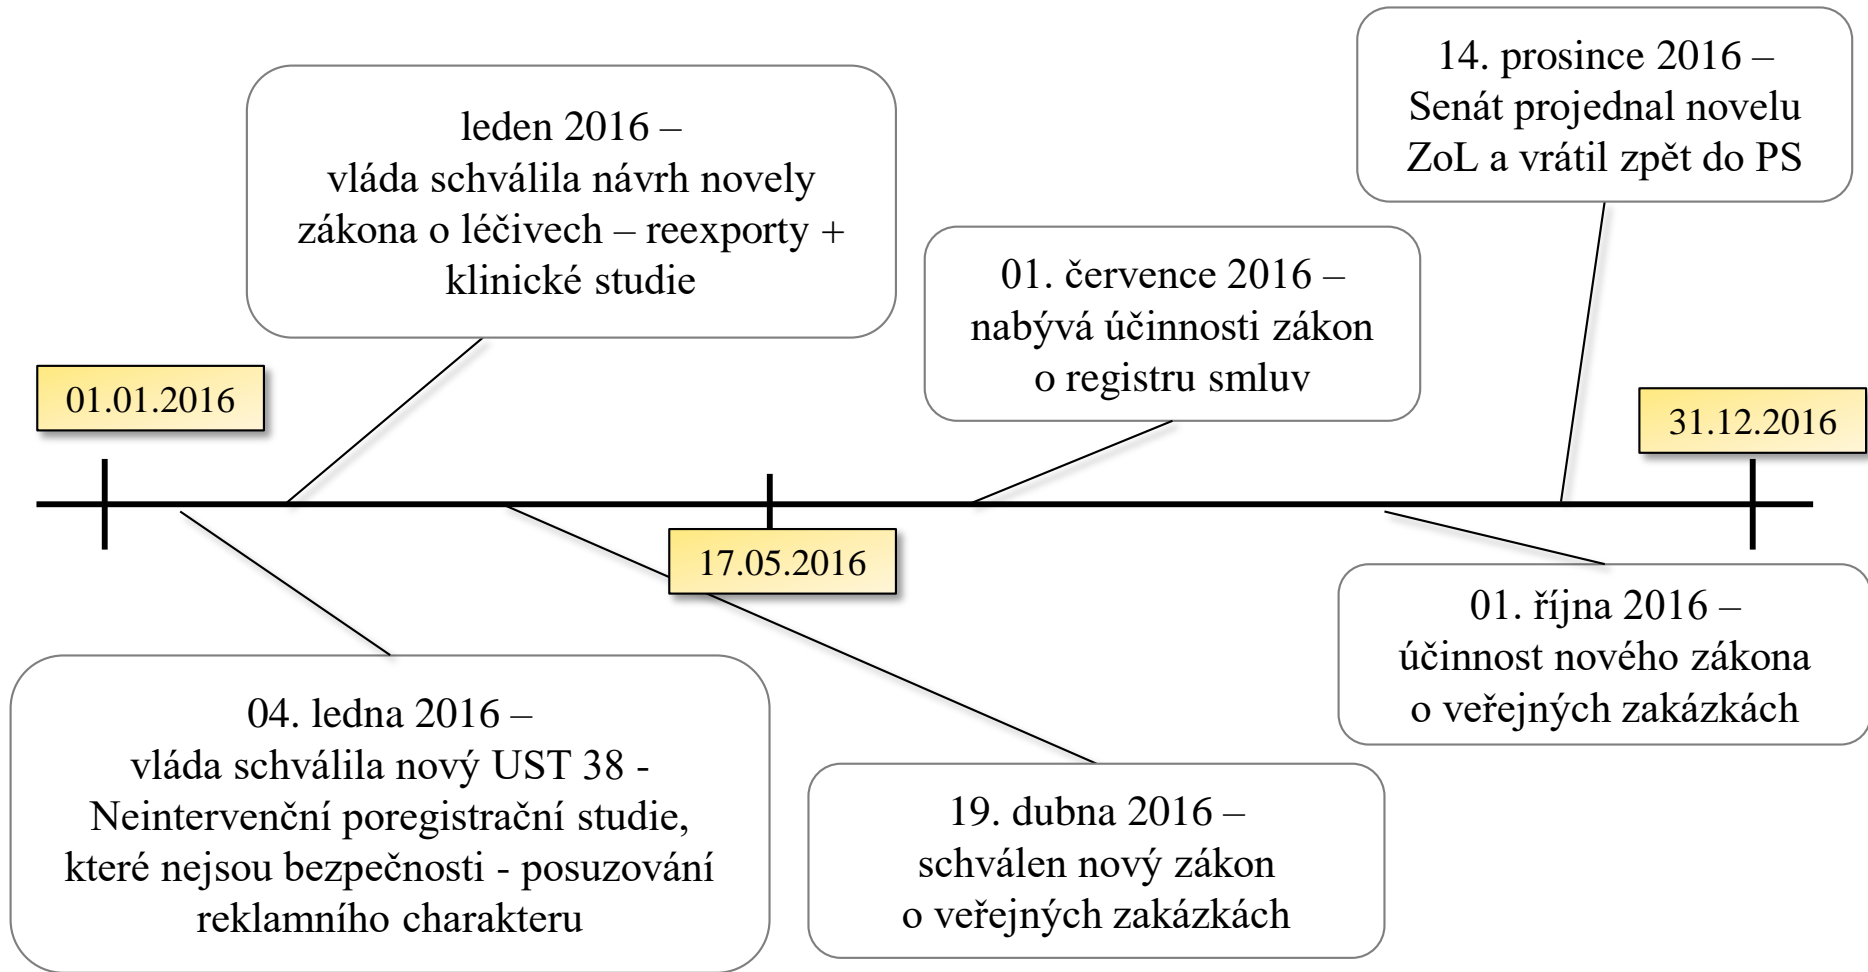 14. prosince 2016 –
Senát projednal novelu
ZoL a vrátil zpět do PS
leden 2016 –
vláda schválila návrh novely
zákona o léčivech – reexporty +
klinické studie
01. července 2016 –
nabývá účinnosti zákon
o registru smluv
01.01.2016
31.12.2016
17.05.2016
01. října 2016 –
účinnost nového zákona
o veřejných zakázkách
04. ledna 2016 –
vláda schválila nový UST 38 -
Neintervenční poregistrační studie,
které nejsou bezpečnosti - posuzování
reklamního charakteru
19. dubna 2016 –
schválen nový zákon
o veřejných zakázkách